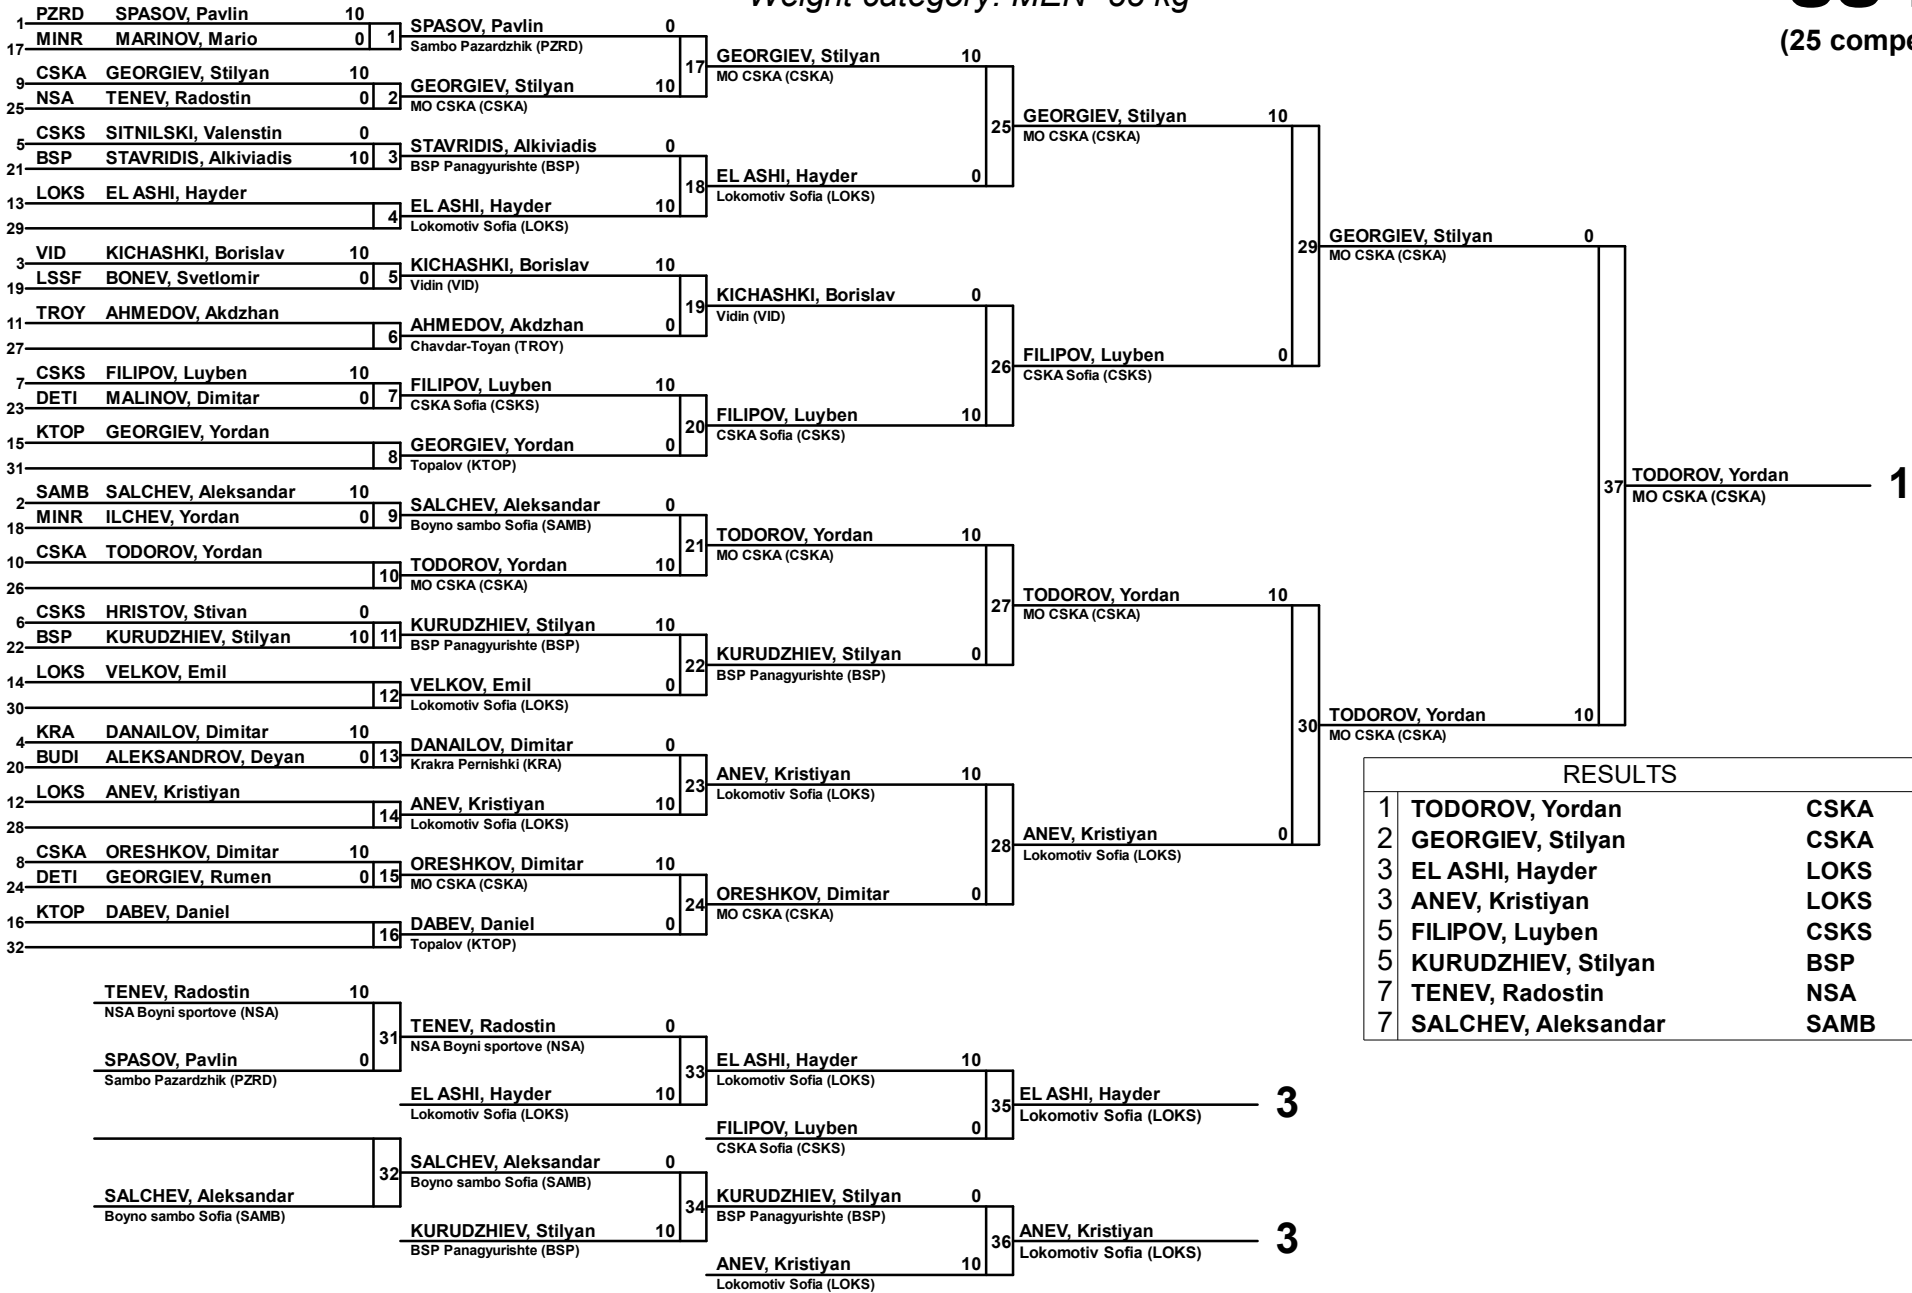 Weight category: MEN
(25 compe
1 PZRD SPASOV, Pavlin 10
17 MINR MARINOV, Mario 0 1
9 CSKA GEORGIEV, Stilyan 10
25 NSA TENEV, Radostin 0 2
5 CSKS SITNILSKI, Valenstin 0
21 BSP STAVRIDIS, Alkiviadis 10 3
13 LOKS EL ASHI, Hayder
29 4
3 VID KICHASHKI, Borislav 10
19 LSSF BONEV, Svetlomir 0 5
11 TROY AHMEDOV, Akdzhan
27 6
7 CSKS FILIPOV, Luyben 10
23 DETI MALINOV, Dimitar 0 7
15 KTOP GEORGIEV, Yordan
31 8
2 SAMB SALCHEV, Aleksandar 10
18 MINR ILCHEV, Yordan 0 9
10 CSKA TODOROV, Yordan
26 10
6 CSKS HRISTOV, Stivan 0
22 BSP KURUDZHIEV, Stilyan 10 11
14 LOKS VELKOV, Emil
30 12
4 KRA DANAILOV, Dimitar 10
20 BUDI ALEKSANDROV, Deyan 0 13
12 LOKS ANEV, Kristiyan
28 14
8 CSKA ORESHKOV, Dimitar 10
24 DETI GEORGIEV, Rumen 0 15
16 KTOP DABEV, Daniel
32 16
SPASOV, Pavlin 0
Sambo Pazardzhik (PZRD)
17
GEORGIEV, Stilyan 10
MO CSKA (CSKA)
STAVRIDIS, Alkiviadis 0
BSP Panagyurishte (BSP)
18
EL ASHI, Hayder 10
Lokomotiv Sofia (LOKS)
KICHASHKI, Borislav 10
Vidin (VID)
19
AHMEDOV, Akdzhan 0
Chavdar-Toyan (TROY)
FILIPOV, Luyben 10
CSKA Sofia (CSKS)
20
GEORGIEV, Yordan 0
Topalov (KTOP)
SALCHEV, Aleksandar 0
Boyno sambo Sofia (SAMB)
21
TODOROV, Yordan 10
MO CSKA (CSKA)
KURUDZHIEV, Stilyan 10
BSP Panagyurishte (BSP)
22
VELKOV, Emil 0
Lokomotiv Sofia (LOKS)
DANAILOV, Dimitar 0
Krakra Pernishki (KRA)
23
ANEV, Kristiyan 10
Lokomotiv Sofia (LOKS)
ORESHKOV, Dimitar 10
MO CSKA (CSKA)
24
DABEV, Daniel 0
Topalov (KTOP)
GEORGIEV, Stilyan 10
MO CSKA (CSKA)
25
EL ASHI, Hayder 0
Lokomotiv Sofia (LOKS)
KICHASHKI, Borislav 0
Vidin (VID)
26
FILIPOV, Luyben 10
CSKA Sofia (CSKS)
TODOROV, Yordan 10
MO CSKA (CSKA)
27
KURUDZHIEV, Stilyan 0
BSP Panagyurishte (BSP)
ANEV, Kristiyan 10
Lokomotiv Sofia (LOKS)
28
ORESHKOV, Dimitar 0
MO CSKA (CSKA)
GEORGIEV, Stilyan 10
MO CSKA (CSKA)
29
FILIPOV, Luyben 0
CSKA Sofia (CSKS)
TODOROV, Yordan 10
MO CSKA (CSKA)
30
ANEV, Kristiyan 0
Lokomotiv Sofia (LOKS)
GEORGIEV, Stilyan 0
MO CSKA (CSKA)
37
TODOROV, Yordan 10
MO CSKA (CSKA)
TODOROV, Yordan 1
MO CSKA (CSKA)
RESULTS
1 TODOROV, Yordan CSKA
2 GEORGIEV, Stilyan CSKA
3 EL ASHI, Hayder LOKS
3 ANEV, Kristiyan LOKS
5 FILIPOV, Luyben CSKS
5 KURUDZHIEV, Stilyan BSP
7 TENEV, Radostin NSA
7 SALCHEV, Aleksandar SAMB
TENEV, Radostin 10
NSA Boyni sportove (NSA)
31
SPASOV, Pavlin 0
Sambo Pazardzhik (PZRD)
32
SALCHEV, Aleksandar
Boyno sambo Sofia (SAMB)
TENEV, Radostin 0
NSA Boyni sportove (NSA)
33
EL ASHI, Hayder 10
Lokomotiv Sofia (LOKS)
SALCHEV, Aleksandar 0
Boyno sambo Sofia (SAMB)
34
KURUDZHIEV, Stilyan 10
BSP Panagyurishte (BSP)
EL ASHI, Hayder 10
Lokomotiv Sofia (LOKS)
35
FILIPOV, Luyben 0
CSKA Sofia (CSKS)
KURUDZHIEV, Stilyan 0
BSP Panagyurishte (BSP)
36
ANEV, Kristiyan 10
Lokomotiv Sofia (LOKS)
EL ASHI, Hayder 3
Lokomotiv Sofia (LOKS)
ANEV, Kristiyan 3
Lokomotiv Sofia (LOKS)